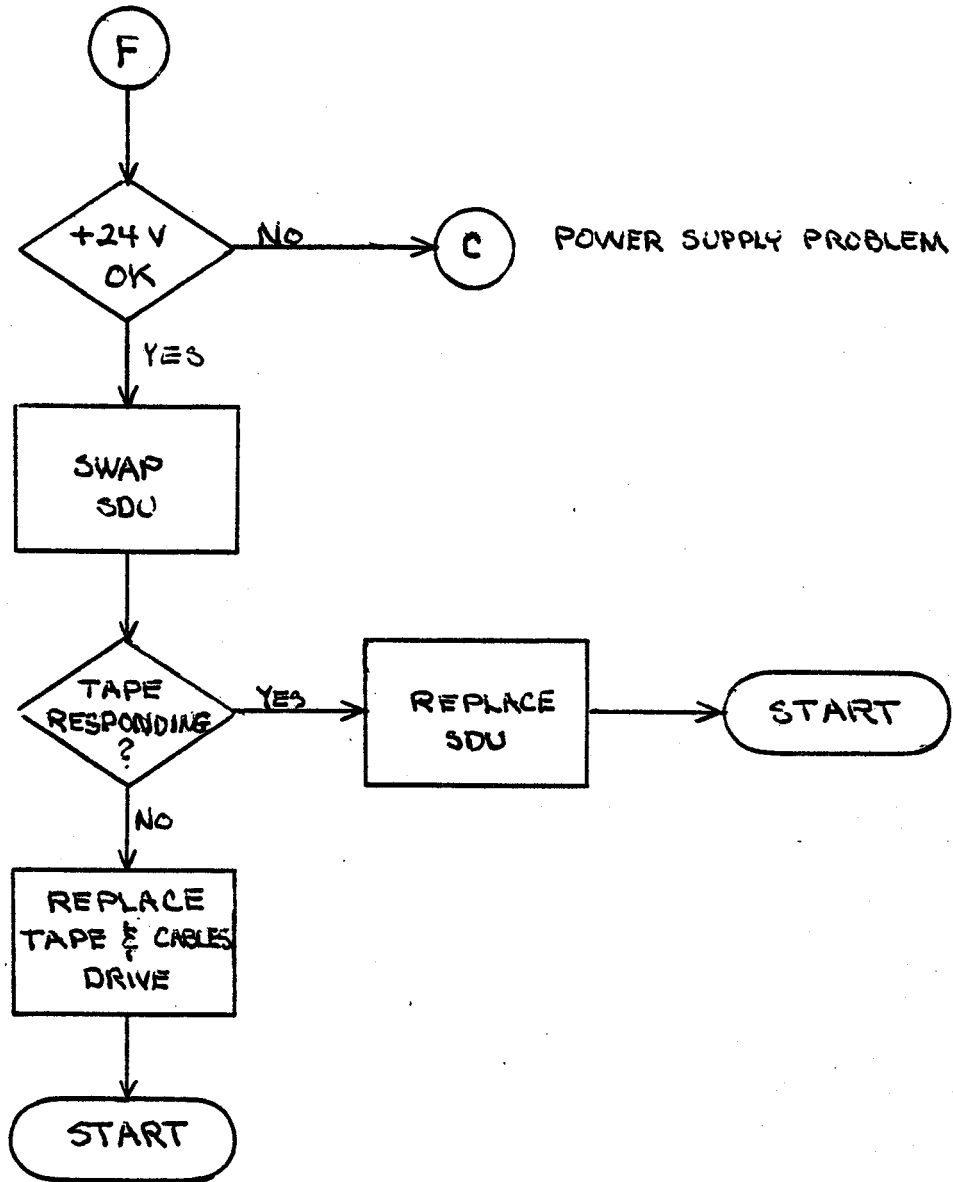 F
+24 V
OK
NO
C
POWER SUPPLY PROBLEM
YES
SWAP
SDU
TAPE
RESPONDING
?
YES
REPLACE
SDU
START
NO
REPLACE
TAPE & CABLES
DRIVE
START